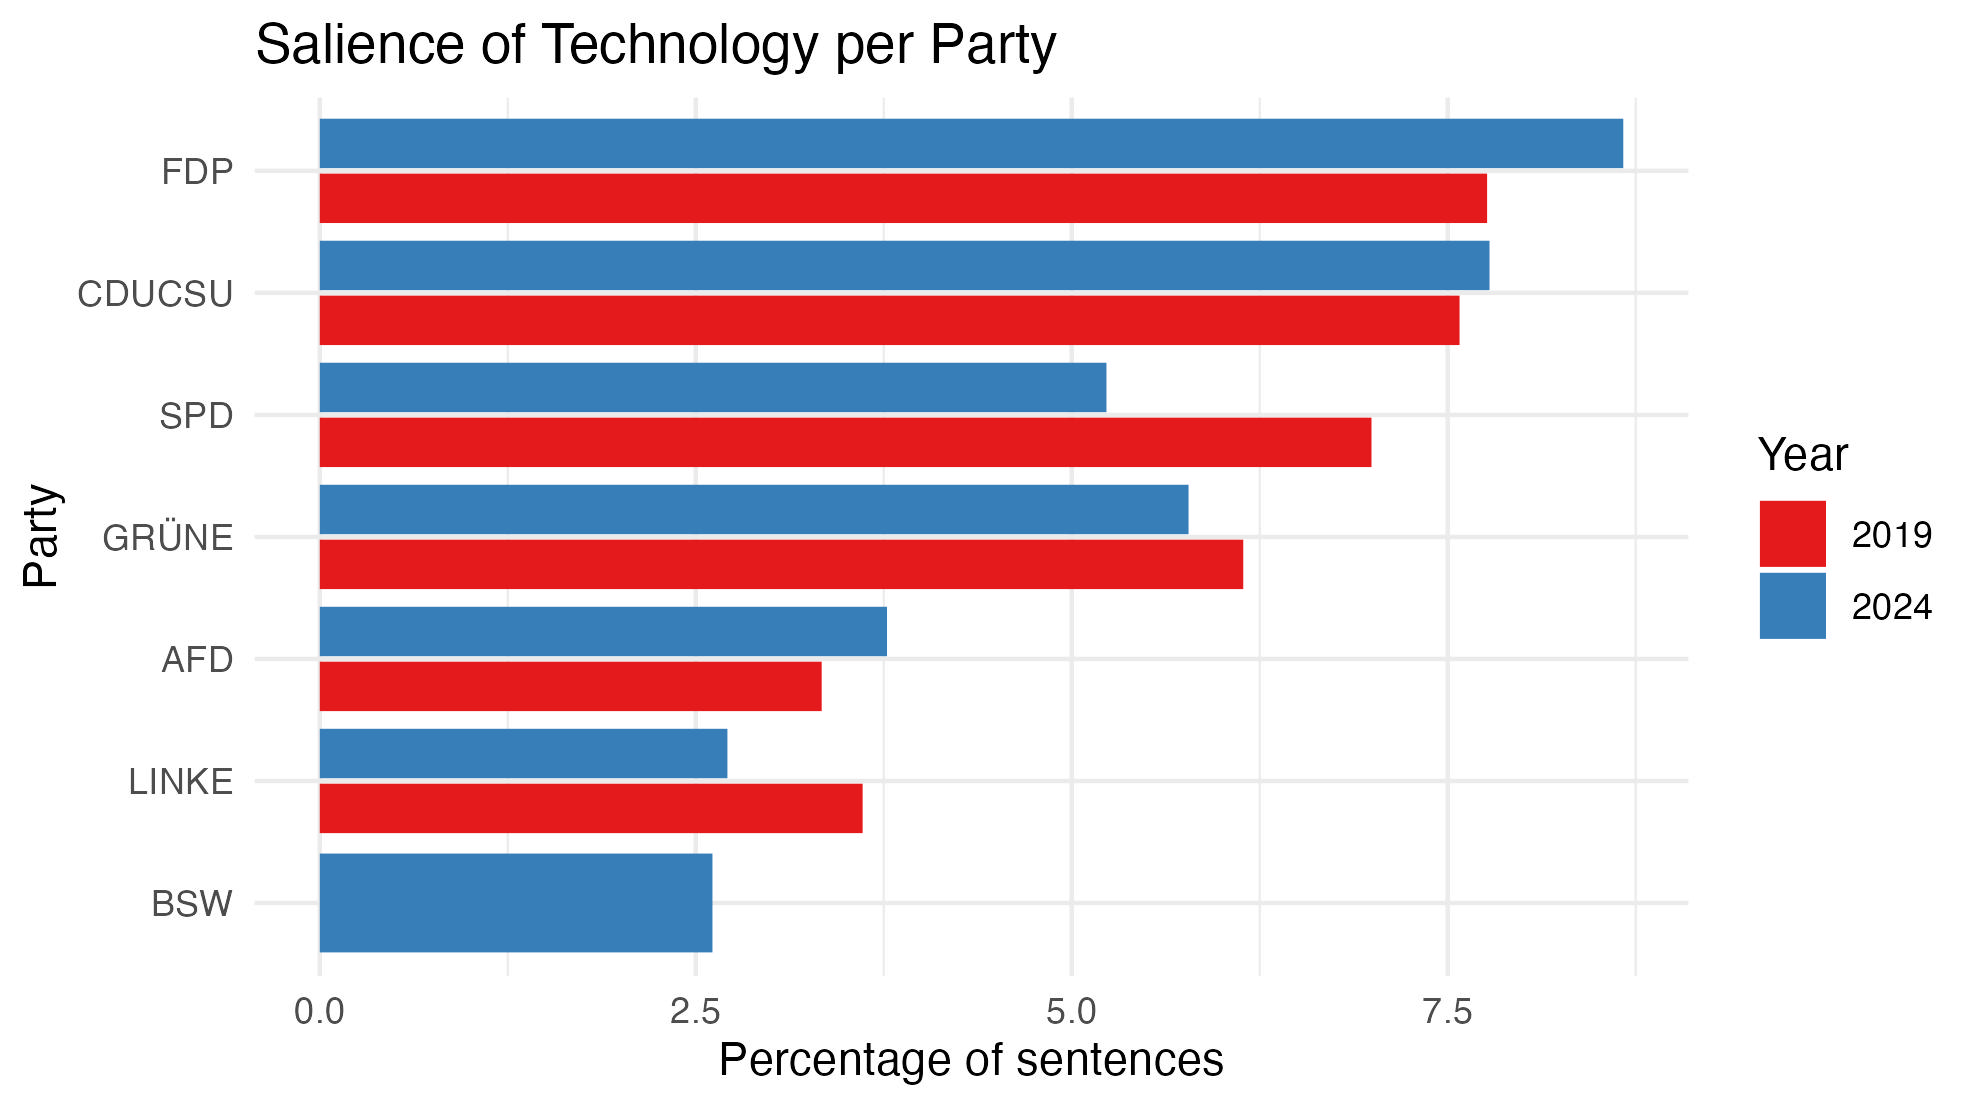 Salience of Technology per Party
Party
FDP
CDUCSU
SPD
GRÜNE
AFD
LINKE
BSW
0.0 2.5 5.0 7.5
Percentage of sentences
Year
2019
2024